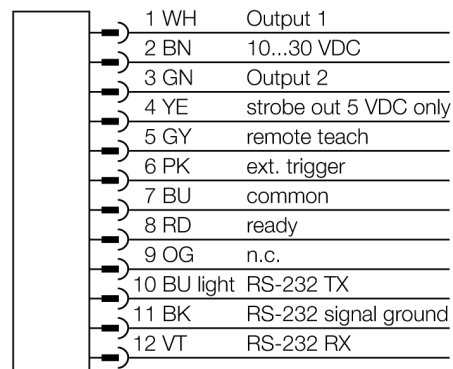 1 WH Output 1
2 BN 10...30 VDC
3 GN Output 2
4 YE strobe out 5 VDC only
5 GY remote teach
6 PK ext. trigger
7 BU common
8 RD ready
9 OG n.c.
10 BU light RS-232 TX
11 BK RS-232 signal ground
12 VT RS-232 RX